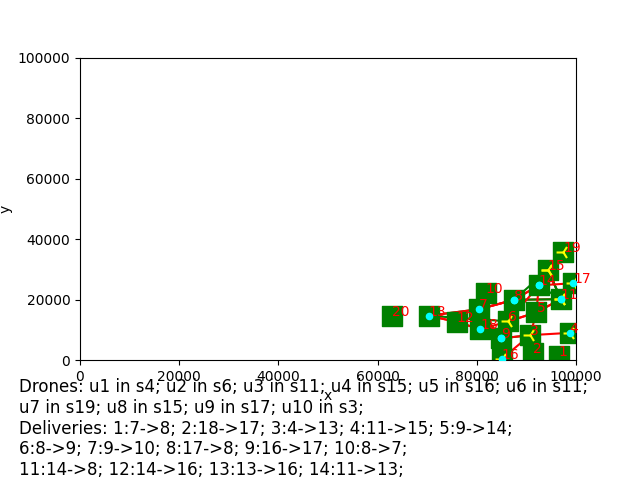 100000
80000
60000
40000
20000
0
0 20000 40000 60000 80000 100000
y
x
19
17
10
20
Drones: u1 in s4; u2 in s6; u3 in s11; u4 in s15; u5 in s16; u6 in s11;
u7 in s19; u8 in s15; u9 in s17; u10 in s3;
Deliveries: 1:7->8; 2:18->17; 3:4->13; 4:11->15; 5:9->14;
6:8->9; 7:9->10; 8:17->8; 9:16->17; 10:8->7;
11:14->8; 12:14->16; 13:13->16; 14:11->13;